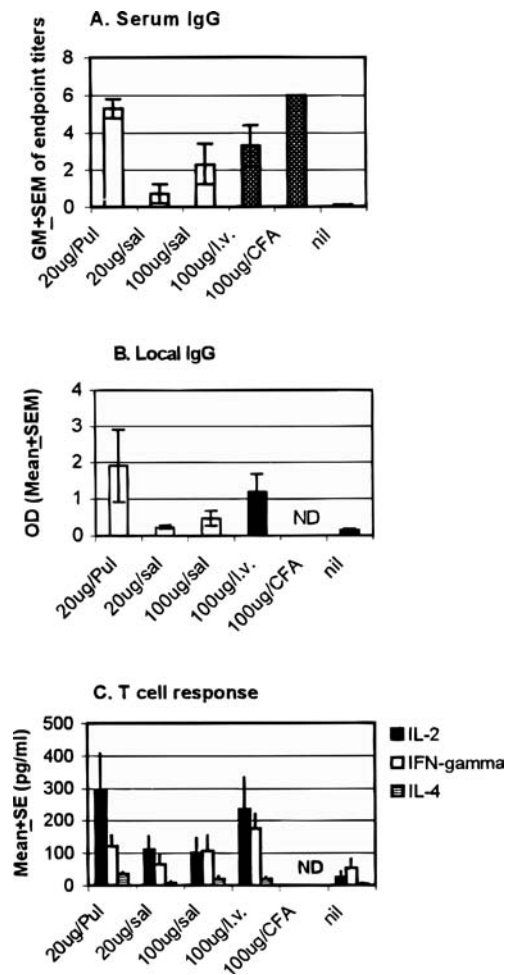 A. Serum IgG
GM+SEM of endpoint titers
8
6
4
2
0
20ug/Pul
20ug/sal
100ug/sal
100ug/I.v.
100ug/CFA
nil
B. Local IgG
OD (Mean±SEM)
4
3
2
1
0
ND
20ug/Pul
20ug/sal
100ug/sal
100ug/I.v.
100ug/CFA
nil
C. T cell response
Mean±SE (pg/ml)
500
400
300
200
100
0
ND
IL-2
IFN-gamma
IL-4
20ug/Pul
20ug/sal
100ug/sal
100ug/I.v.
100ug/CFA
nil